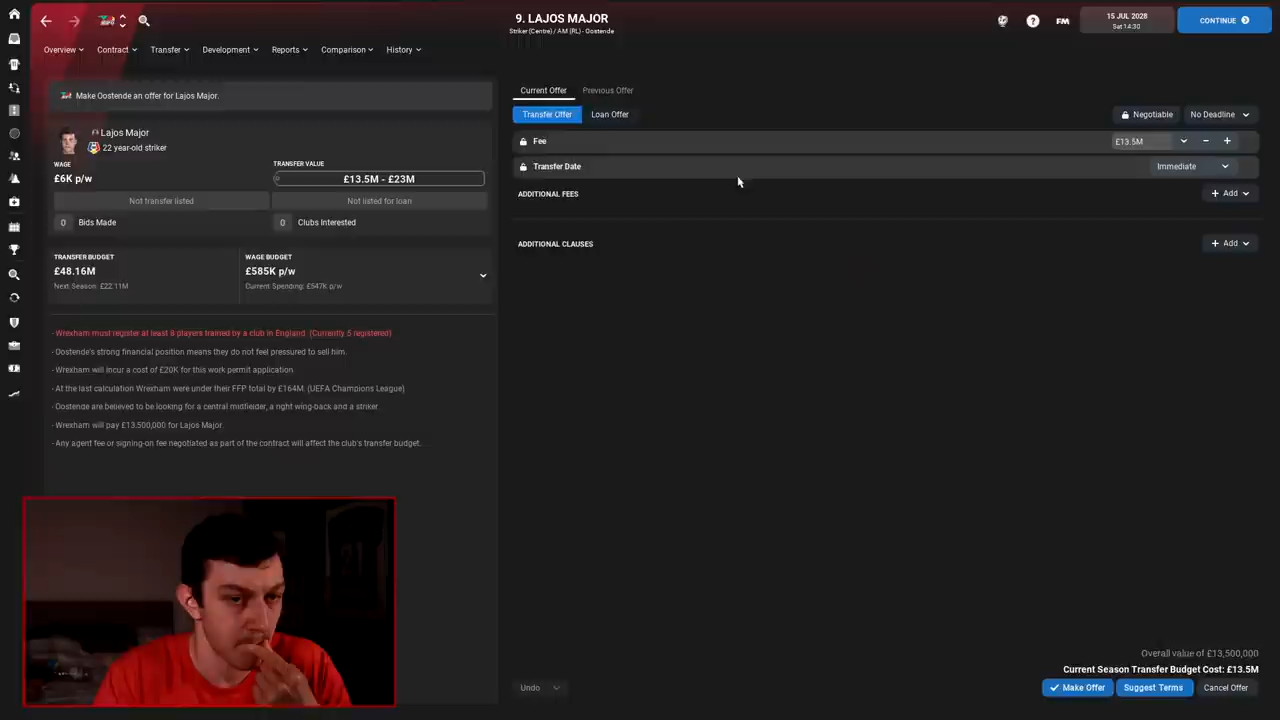 9. LAJOS MAJOR
Striker (Centre) / AM (RL) - Oostende
FM
15 JUL 2028
Sat 14:30
CONTINUE
Overview
Contract
Transfer
Development
Reports
Comparison
History
Make Oostende an offer for Lajos Major.
Lajos Major
22 year-old striker
WAGE
£6K p/w
TRANSFER VALUE
£13.5M - £23M
Not transfer listed
Not listed for loan
0 Bids Made
0 Clubs Interested
TRANSFER BUDGET
£48.16M
Next Season: £22.11M
WAGE BUDGET
£585K p/w
Current Spending: £547K p/w
- Wrexham must register at least 8 players trained by a club in England. (Currently 5 registered)
- Oostende's strong financial position means they do not feel pressured to sell him.
- Wrexham will incur a cost of £20K for this work permit application
- At the last calculation Wrexham were under their FFP total by £164M. (UEFA Champions League)
- Oostende are believed to be looking for a central midfielder, a right wing-back and a striker.
- Wrexham will pay £13,500,000 for Lajos Major.
- Any agent fee or signing-on fee negotiated as part of the contract will affect the club's transfer budget.
Current Offer
Previous Offer
Transfer Offer
Loan Offer
Negotiable
No Deadline
Fee
£13.5M
Transfer Date
Immediate
ADDITIONAL FEES
+ Add
ADDITIONAL CLAUSES
+ Add
Overall value of £13,500,000
Current Season Transfer Budget Cost: £13.5M
Undo
Make Offer
Suggest Terms
Cancel Offer